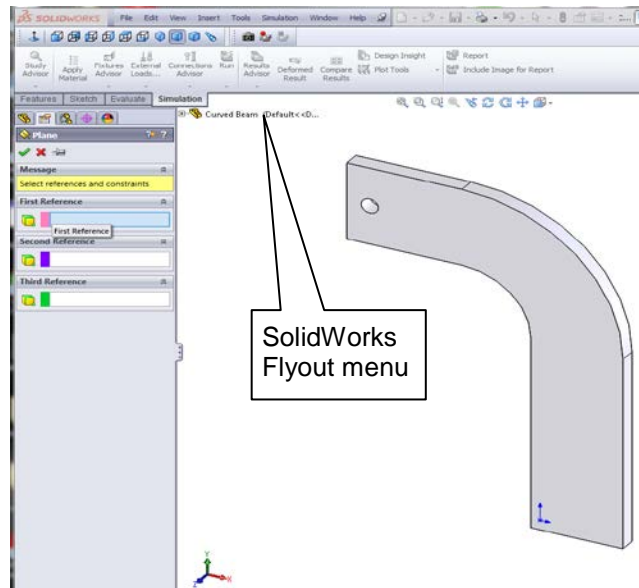 SOLIDWORKS File Edit View Insert Tools Simulation Window Help
Study Advisor
Apply Material
Fixtures Advisor
External Loads...
Connections Advisor
Run
Results Advisor
Deformed Result
Compare Results
Design Insight
Plot Tools
Report
Include Image for Report
Features Sketch Evaluate Simulation
Curved Beam (Default<<D...
Plane
Message
Select references and constraints
First Reference
First Reference
Second Reference
Third Reference
SolidWorks
Flyout menu
Y
X
Z